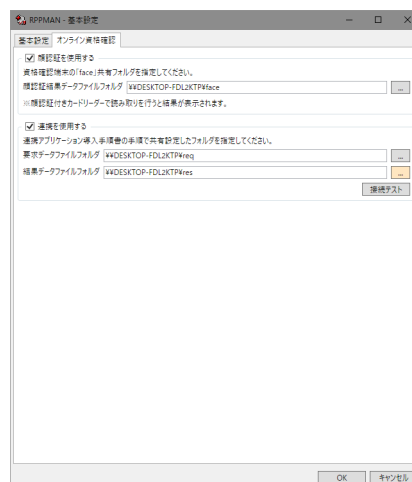 RPPMAN - 基本設定
基本設定 オンライン資格確認
顔認証を使用する
資格確認端末の「face」共有フォルダを指定してください。
顔認証結果データファイルフォルダ ¥¥DESKTOP-FDL2KTP¥face ...
※顔認証付きカードリーダーで読み取りを行うと結果が表示されます。
連携を使用する
連携アプリケーション導入手順書の手順で共有設定したフォルダを指定してください。
要求データファイルフォルダ ¥¥DESKTOP-FDL2KTP¥req ...
結果データファイルフォルダ ¥¥DESKTOP-FDL2KTP¥res ...
接続テスト
OK キャンセル